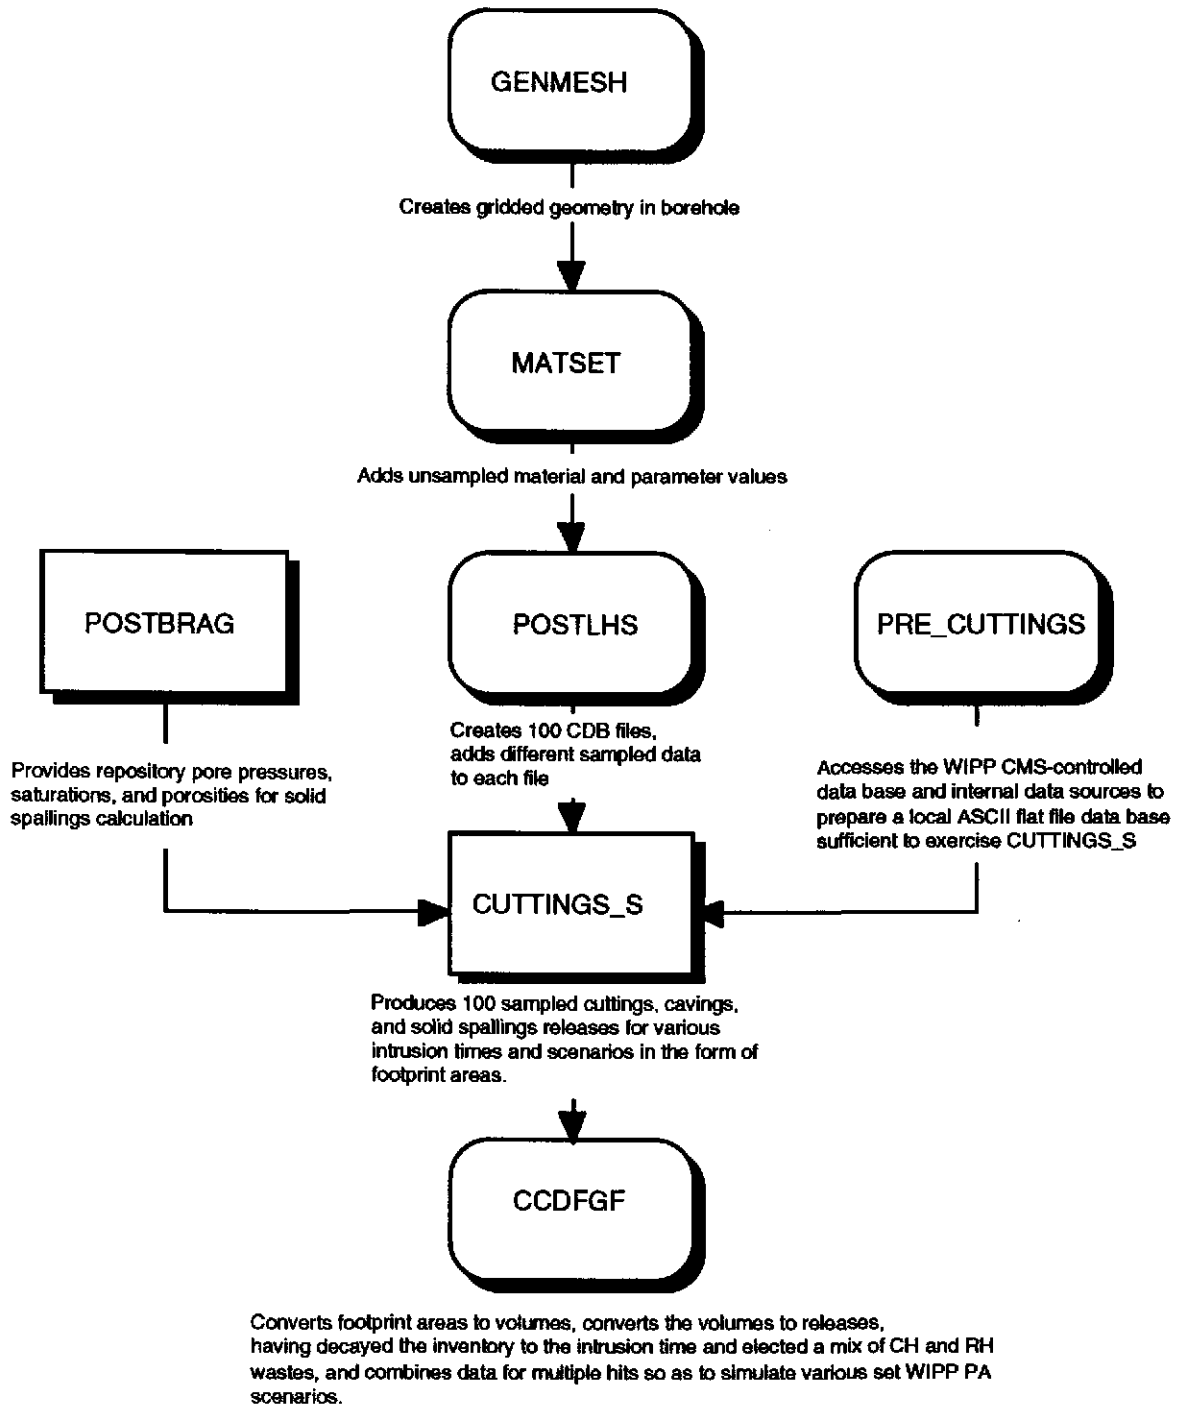 GENMESH
Creates gridded geometry in borehole
MATSET
Adds unsampled material and parameter values
POSTBRAG
POSTLHS
PRE_CUTTINGS
Provides repository pore pressures,
saturations, and porosities for solid
spallings calculation
Creates 100 CDB files,
adds different sampled data
to each file
Accesses the WIPP CMS-controlled
data base and internal data sources to
prepare a local ASCII flat file data base
sufficient to exercise CUTTINGS_S
CUTTINGS_S
Produces 100 sampled cuttings, cavings,
and solid spallings releases for various
intrusion times and scenarios in the form of
footprint areas.
CCDFGF
Converts footprint areas to volumes, converts the volumes to releases,
having decayed the inventory to the intrusion time and elected a mix of CH and RH
wastes, and combines data for multiple hits so as to simulate various set WIPP PA
scenarios.